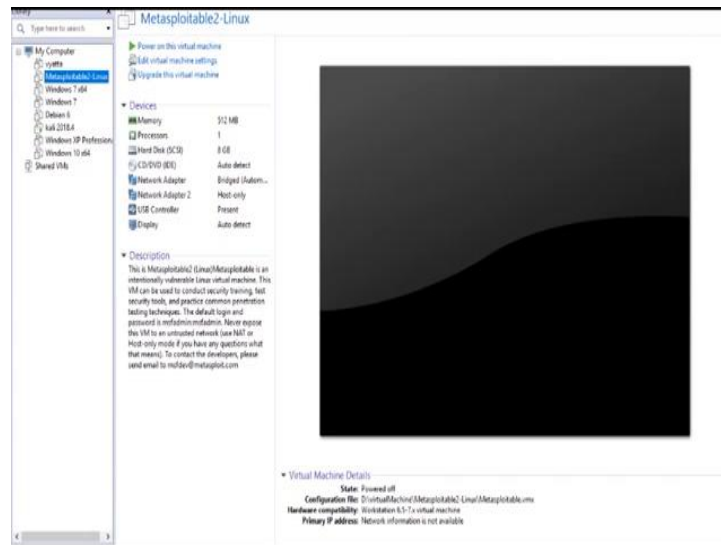 Library
Type here to search
My Computer
vyatta
Metasploitable2-Linux
Windows 7 x64
Windows 7
Debian 6
kali 2018.4
Windows XP Profession
Windows 10 x64
Shared VMs
Metasploitable2-Linux
Power on this virtual machine
Edit virtual machine settings
Upgrade this virtual machine
Devices
Memory 512 MB
Processors 1
Hard Disk (SCSI) 8 GB
CD/DVD (IDE) Auto detect
Network Adapter Bridged (Autom...
Network Adapter 2 Host-only
USB Controller Present
Display Auto detect
Description
This is Metasploitable2 (Linux)Metasploitable is an
intentionally vulnerable Linux virtual machine. This
VM can be used to conduct security training, test
security tools, and practice common penetration
testing techniques. The default login and
password is msfadmin:msfadmin. Never expose
this VM to an untrusted network (use NAT or
Host-only mode if you have any questions what
that means). To contact the developers, please
send email to msfdev@metasploit.com
Virtual Machine Details
State: Powered off
Configuration file: D:\virtualMachine\Metasploitable2-Linux\Metasploitable.vmx
Hardware compatibility: Workstation 6.5-7.x virtual machine
Primary IP address: Network information is not available